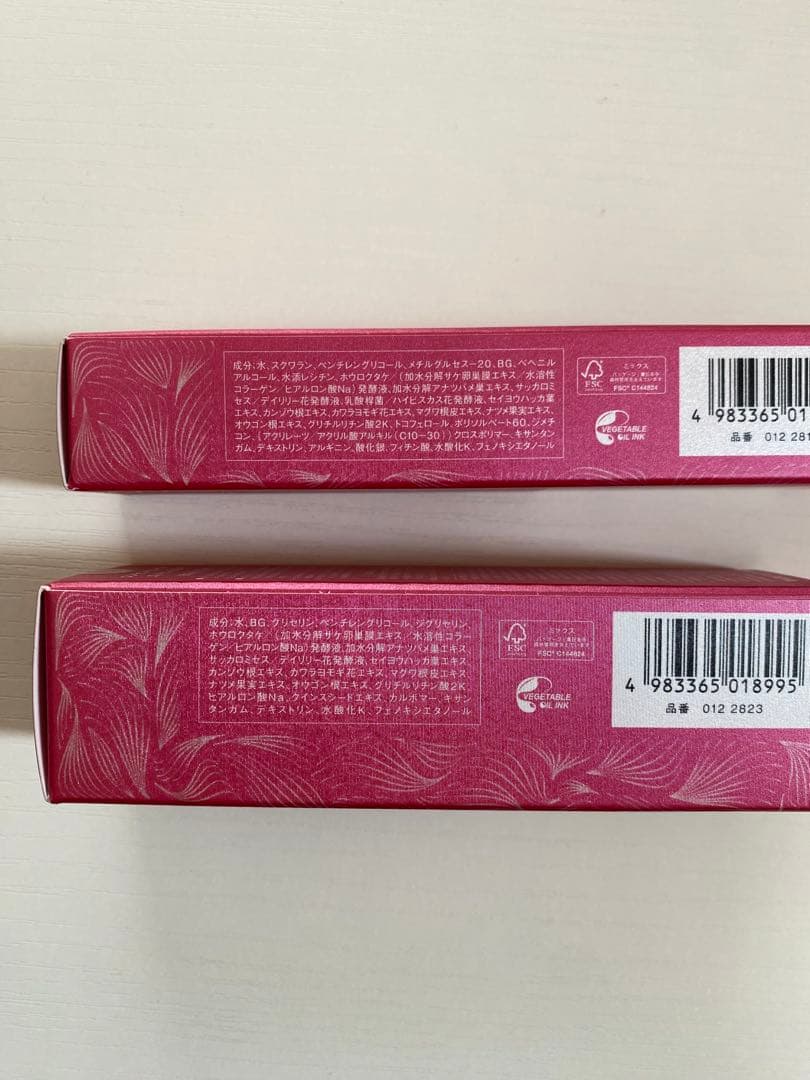 成分:水、スクワラン、ペンチレングリコール、メチルグルセス-20、BG、ベヘニル
アルコール、水添レシチン、ホウロクタケ/(加水分解サケ卵巣膜エキス/水溶性
コラーゲン/ヒアルロン酸Na)発酵液、加水分解アナツバメ巣エキス、サッカロミ
セス/デイリリー花発酵液、乳酸桿菌/ハイビスカス花発酵液、セイヨウハッカ葉
エキス、カンゾウ根エキス、カワラヨモギ花エキス、マグワ根皮エキス、ナツメ果実エキス、
オウゴン根エキス、グリチルリチン酸2K、トコフェロール、ポリソルベート60、ジメチ
コン、(アクリレーツ/アクリル酸アルキル(C10-30))クロスポリマー、キサンタン
ガム、デキストリン、アルギニン、酸化銀、フィチン酸、水酸化K、フェノキシエタノール
FSC
ミックス
FSC® C144824
VEGETABLE
OIL INK
4 983365 01
品番 012 281
成分:水、BG、グリセリン、ペンチレングリコール、ジグリセリン、
ホウロクタケ/(加水分解サケ卵巣膜エキス/水溶性コラー
ゲン/ヒアルロン酸Na)発酵液、加水分解アナツバメ巣エキス、
サッカロミセス/デイリリー花発酵液、セイヨウハッカ葉エキス、
カンゾウ根エキス、カワラヨモギ花エキス、マグワ根皮エキス、
ナツメ果実エキス、オウゴン根エキス、グリチルリチン酸2K、
ヒアルロン酸Na、クインスシードエキス、カルボマー、キサン
タンガム、デキストリン、水酸化K、フェノキシエタノール
FSC
ミックス
FSC® C144824
VEGETABLE
OIL INK
4 983365 018995
品番 012 2823